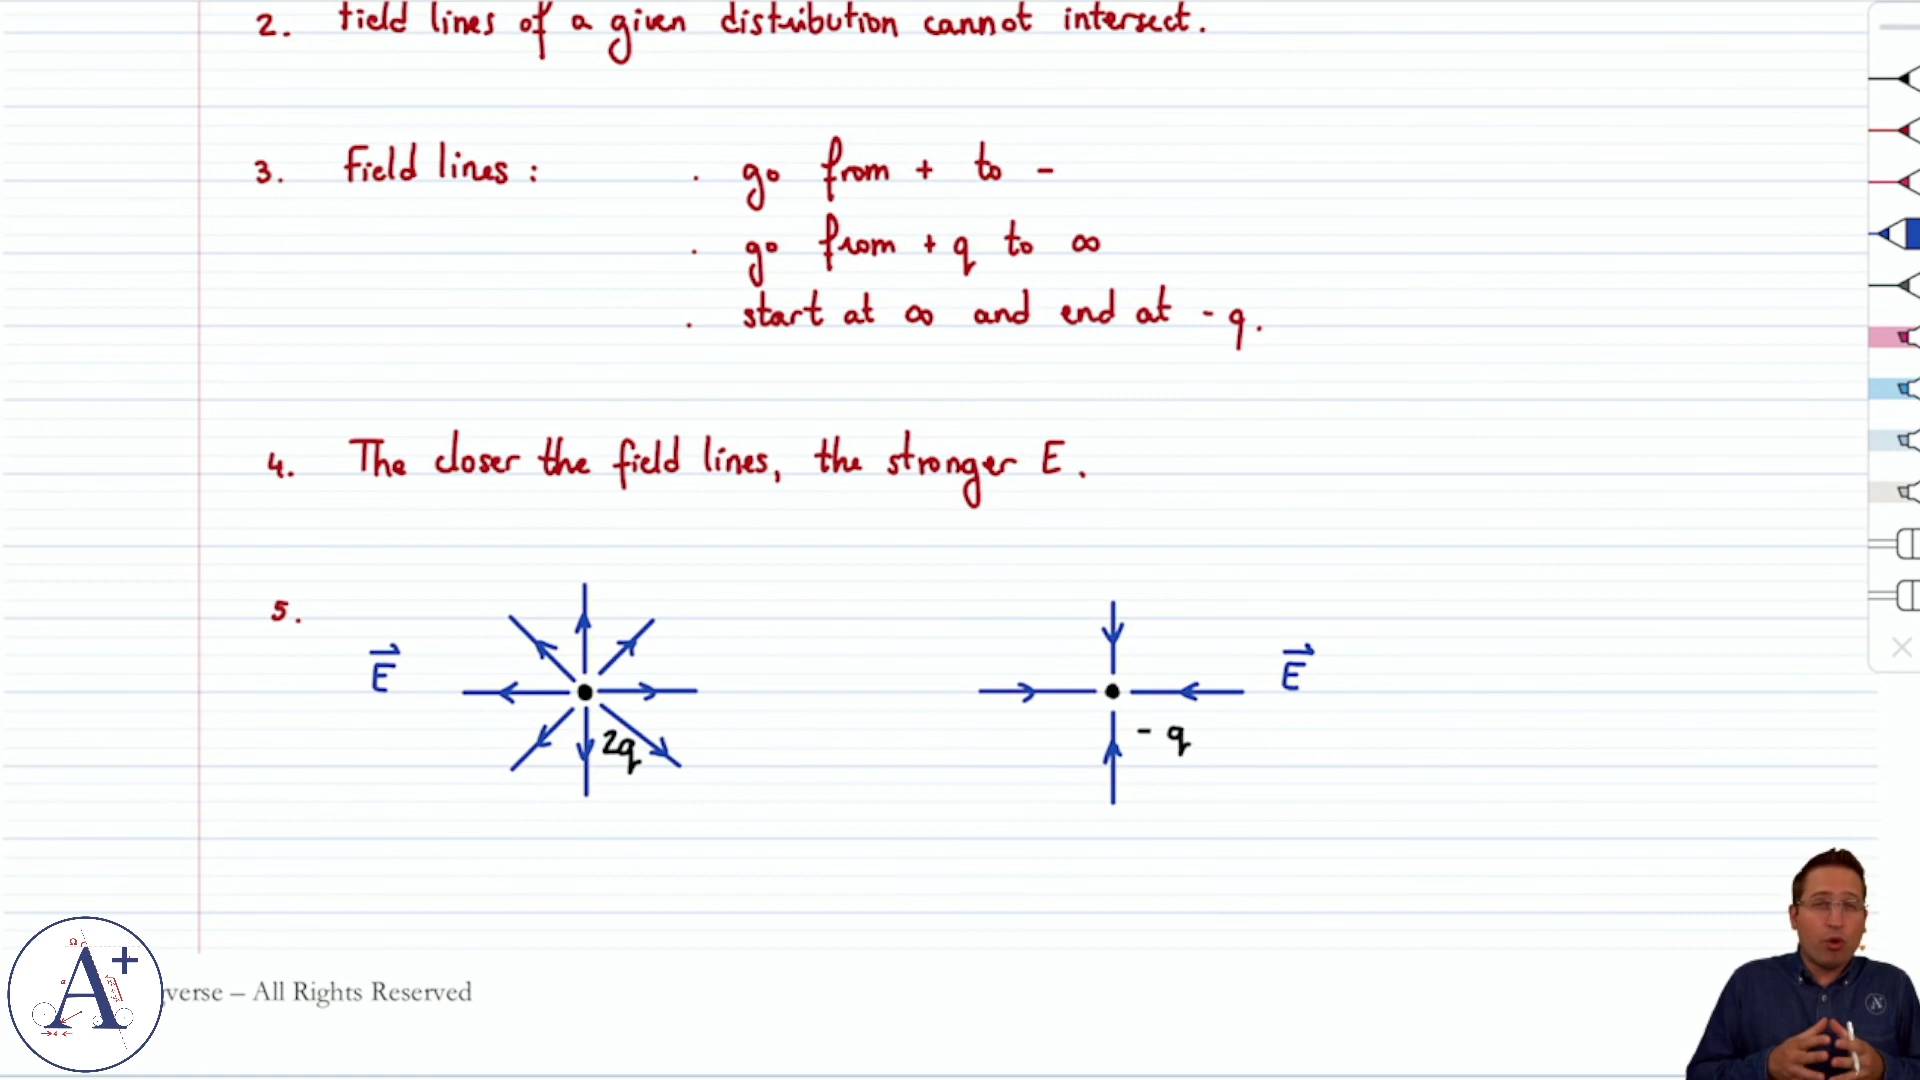 2. Field lines of a given distribution cannot intersect.
3. Field lines : . go from + to -
. go from + q to ∞
. start at ∞ and end at - q.
4. The closer the field lines, the stronger E.
5.
E E
2q - q
A+ verse – All Rights Reserved